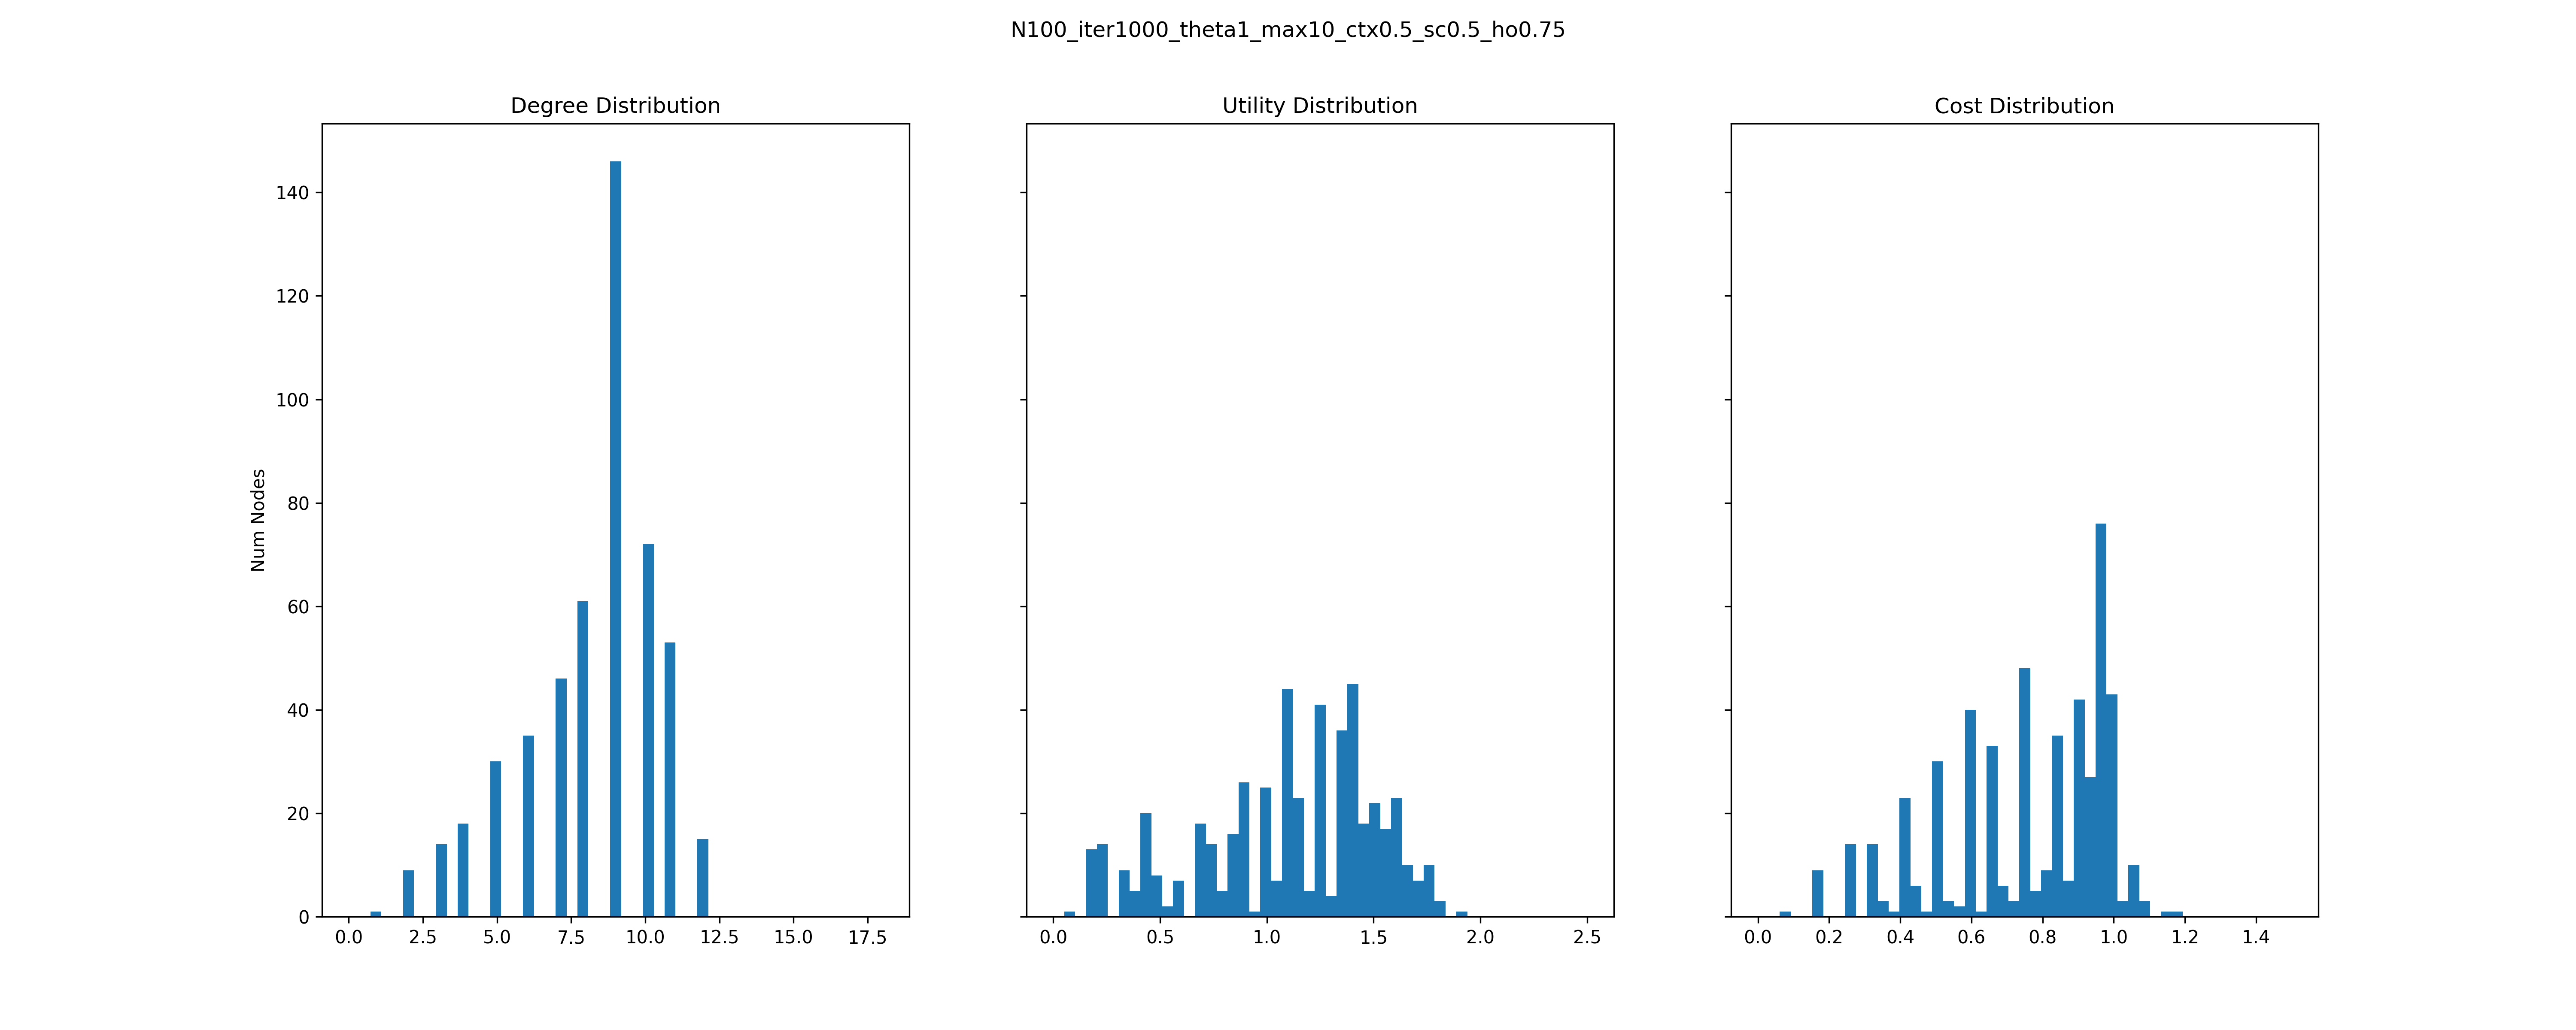 N100_iter1000_theta1_max10_ctx0.5_sc0.5_ho0.75
Degree Distribution
Utility Distribution
Cost Distribution
Num Nodes
140
120
100
80
60
40
20
0
0.0 2.5 5.0 7.5 10.0 12.5 15.0 17.5
0.0 0.5 1.0 1.5 2.0 2.5
0.0 0.2 0.4 0.6 0.8 1.0 1.2 1.4